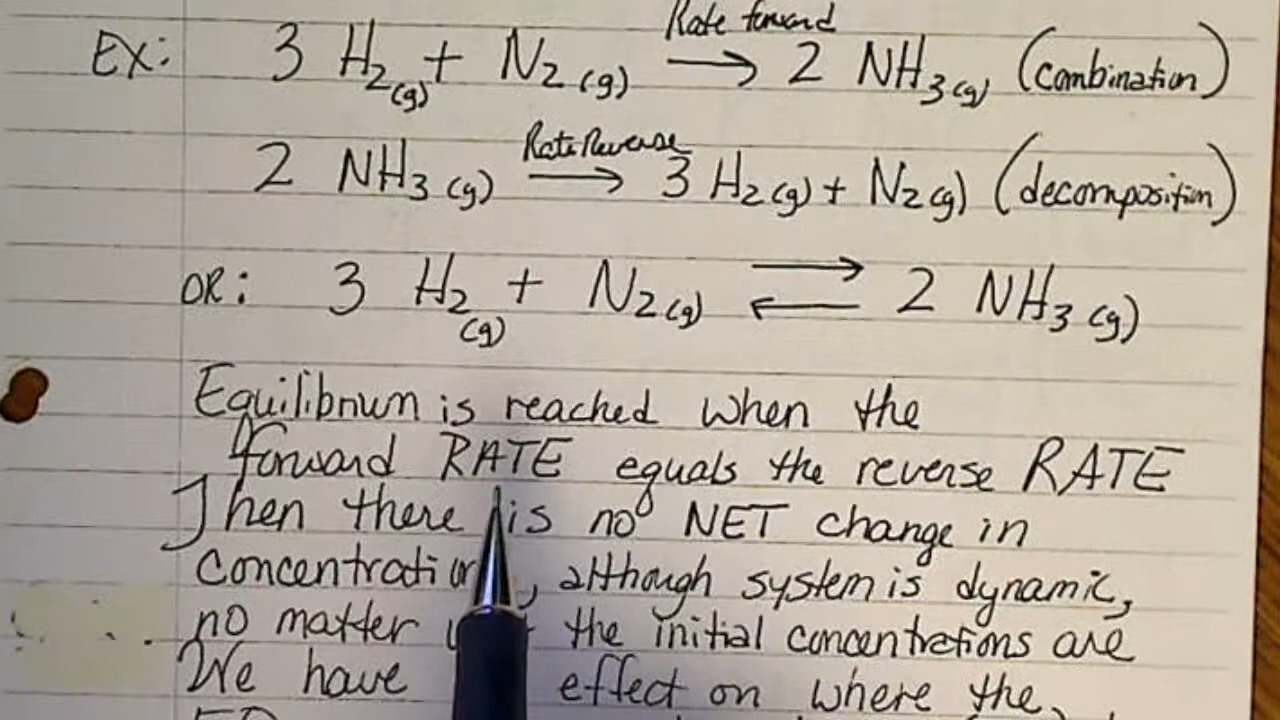 EX: 3 H₂(g) + N₂(g) Rate forward → 2 NH₃(g) (combination)
2 NH₃(g) Rate Reverse → 3 H₂(g) + N₂(g) (decomposition)
OR: 3 H₂(g) + N₂(g) ⇄ 2 NH₃(g)
Equilibrium is reached when the
forward RATE equals the reverse RATE
Then there is no NET change in
concentration, although system is dynamic,
no matter the initial concentrations are
We have effect on where the